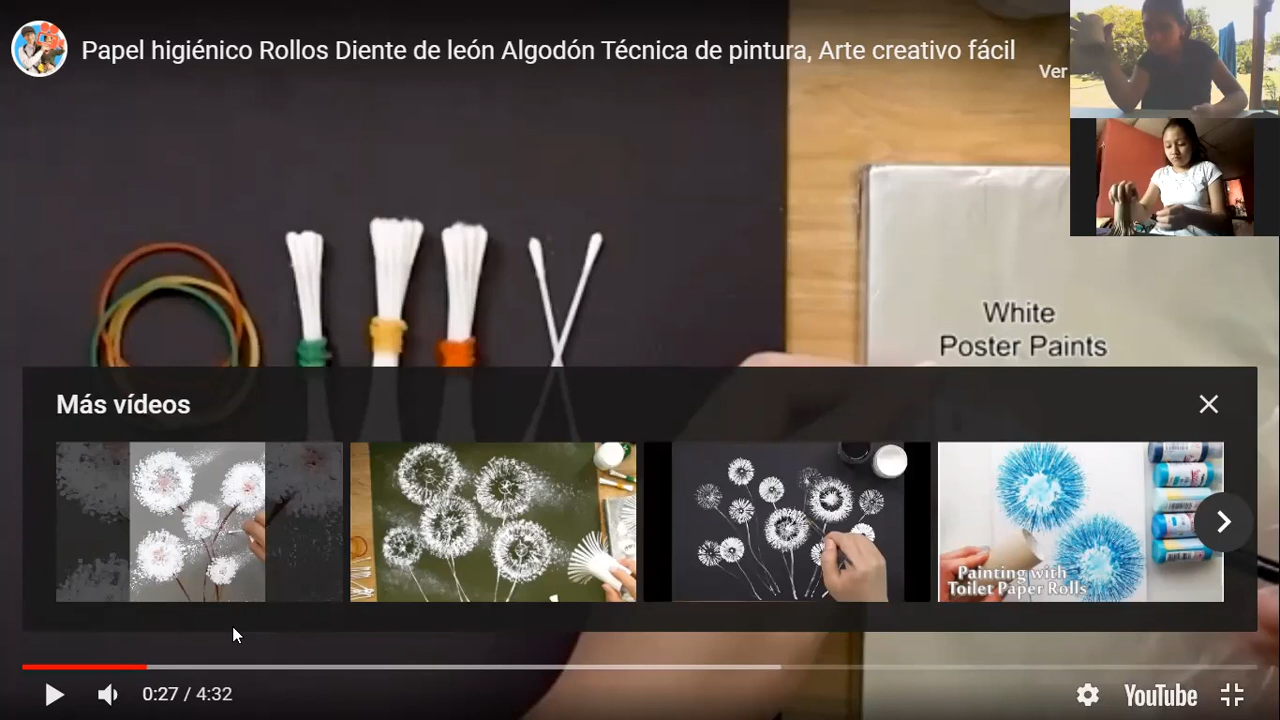 Papel higiénico Rollos Diente de león Algodón Técnica de pintura, Arte creativo fácil
Ver
White
Poster Paints
Más vídeos
Painting with
Toilet Paper Rolls
0:27 / 4:32
YouTube